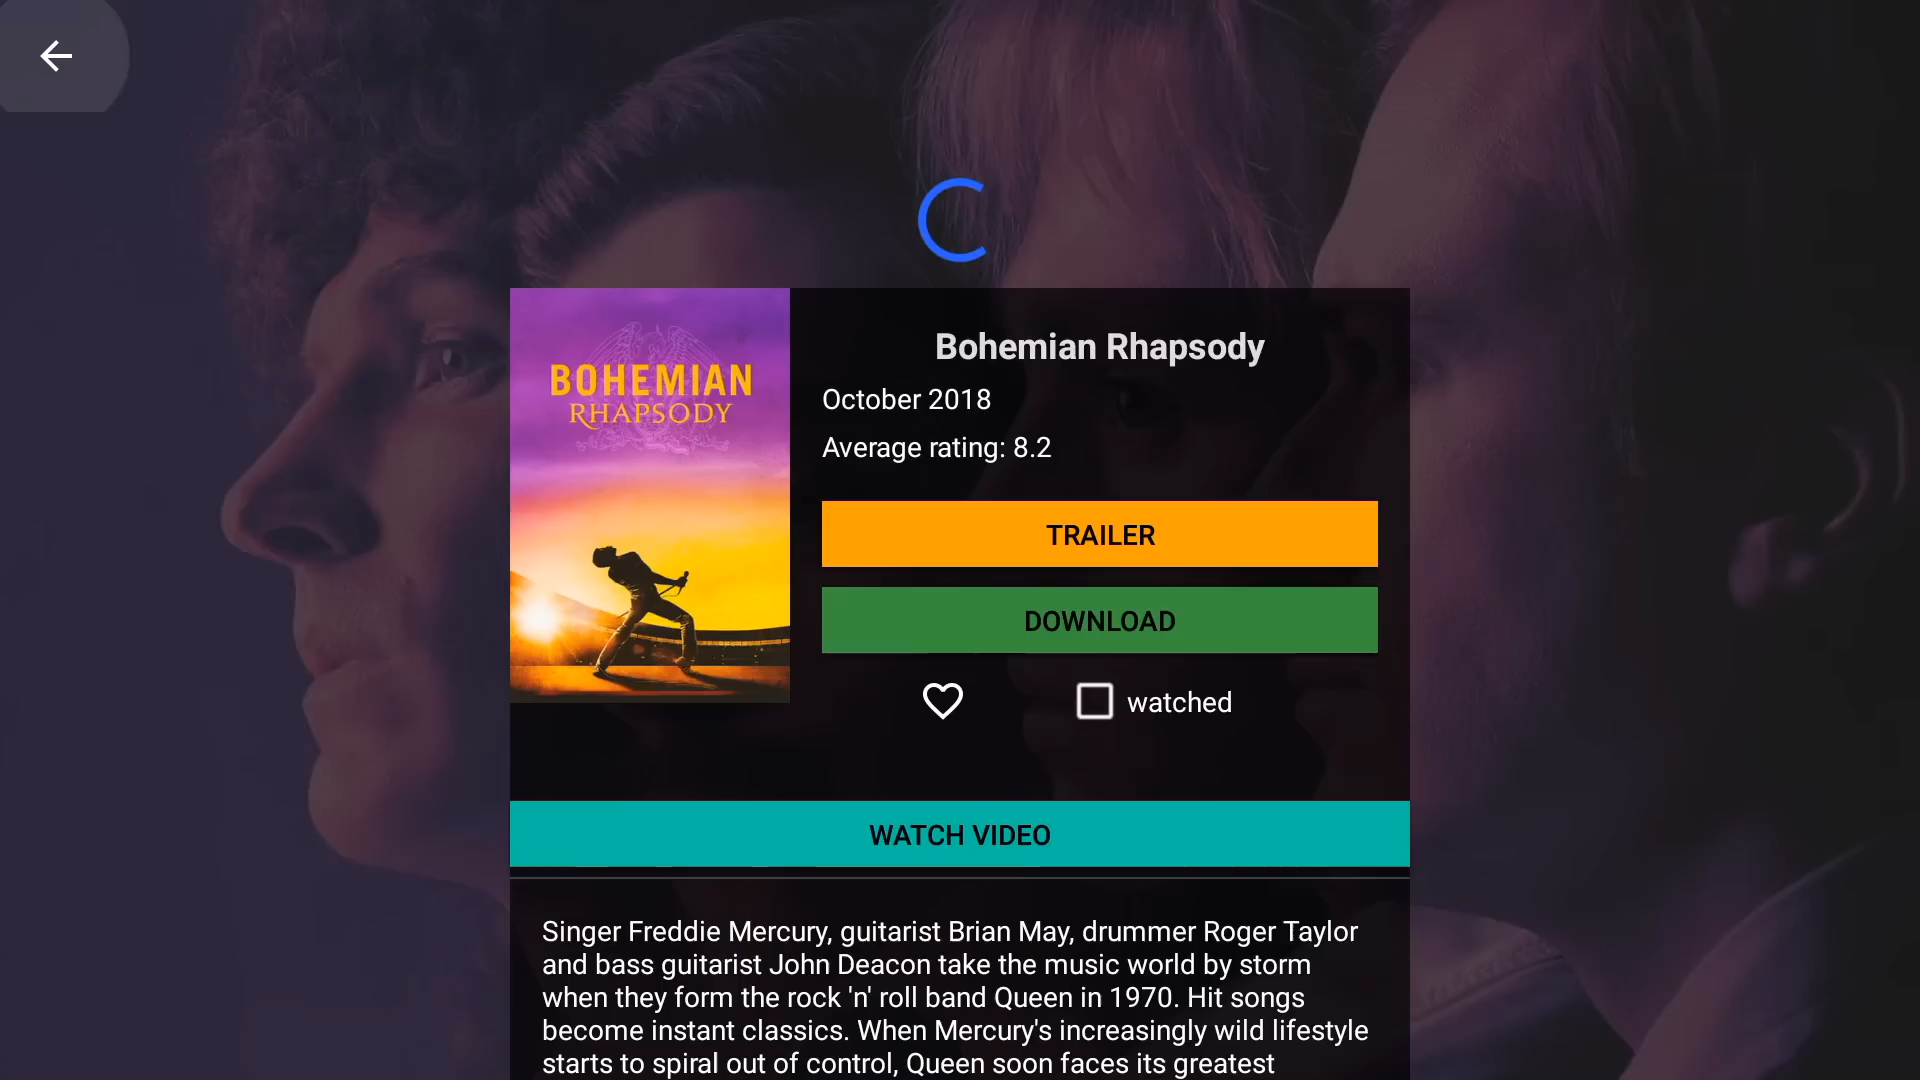 BOHEMIAN
RHAPSODY
Bohemian Rhapsody
October 2018
Average rating: 8.2
TRAILER
DOWNLOAD
watched
WATCH VIDEO
Singer Freddie Mercury, guitarist Brian May, drummer Roger Taylor
and bass guitarist John Deacon take the music world by storm
when they form the rock 'n' roll band Queen in 1970. Hit songs
become instant classics. When Mercury's increasingly wild lifestyle
starts to spiral out of control, Queen soon faces its greatest